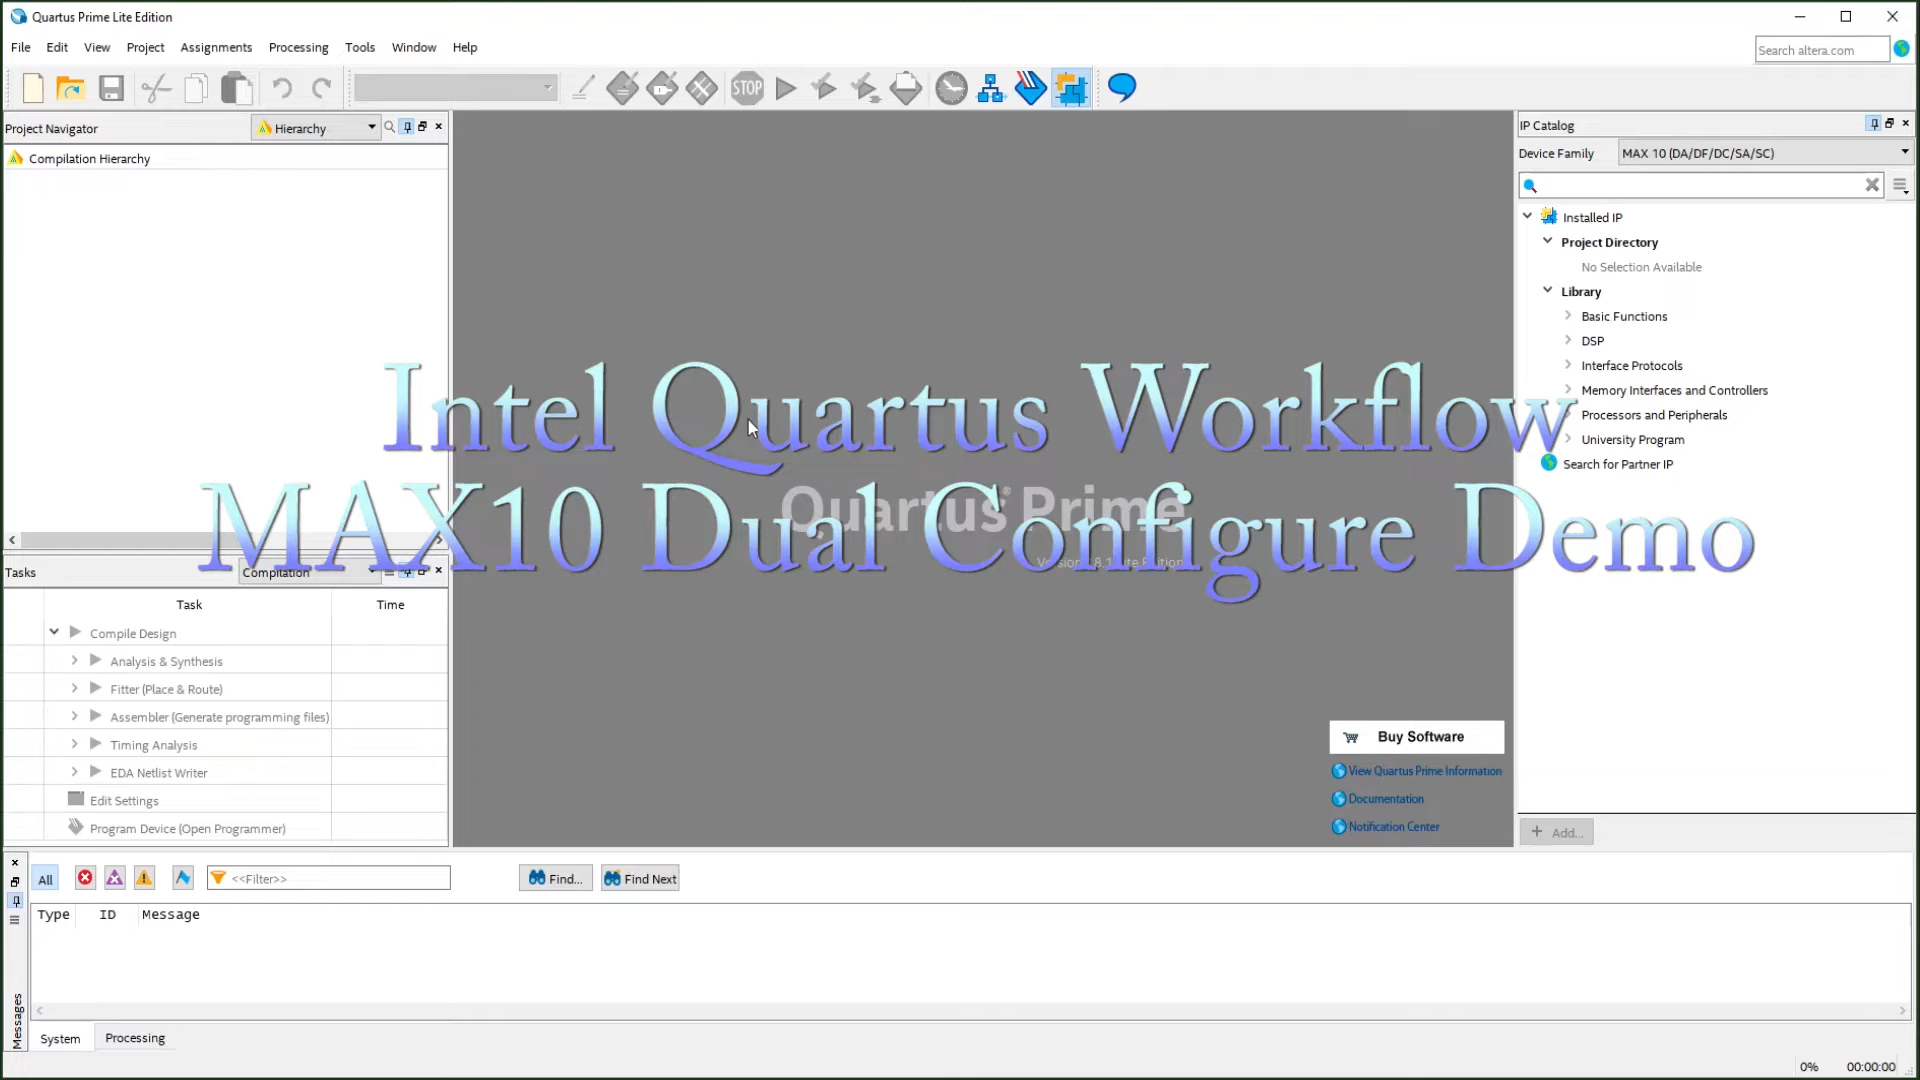 Quartus Prime Lite Edition
File Edit View Project Assignments Processing Tools Window Help
Search altera.com
STOP
Project Navigator
Hierarchy
Compilation Hierarchy
IP Catalog
Device Family
MAX 10 (DA/DF/DC/SA/SC)
Installed IP
Project Directory
No Selection Available
Library
Basic Functions
DSP
Interface Protocols
Memory Interfaces and Controllers
Processors and Peripherals
University Program
Search for Partner IP
Add...
Intel Quartus Workflow
MAX10 Dual Configure Demo
Quartus Prime
Tasks
Compilation
Task Time
Compile Design
Analysis & Synthesis
Fitter (Place & Route)
Assembler (Generate programming files)
Timing Analysis
EDA Netlist Writer
Edit Settings
Program Device (Open Programmer)
Buy Software
View Quartus Prime Information
Documentation
Notification Center
All
<<Filter>>
Find...
Find Next
Type ID Message
Messages
System Processing
0% 00:00:00